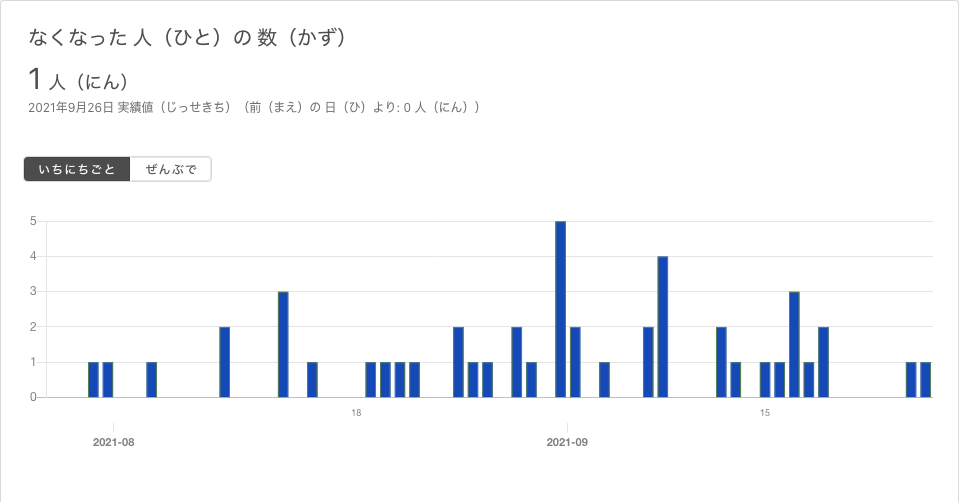 なくなった 人（ひと）の 数（かず）
1 人（にん）
2021年9月26日 実績値（じっせきち）（前（まえ）の 日（ひ）より: 0 人（にん））
いちにちごと ぜんぶで
5
4
3
2
1
0
18 15
2021-08 2021-09